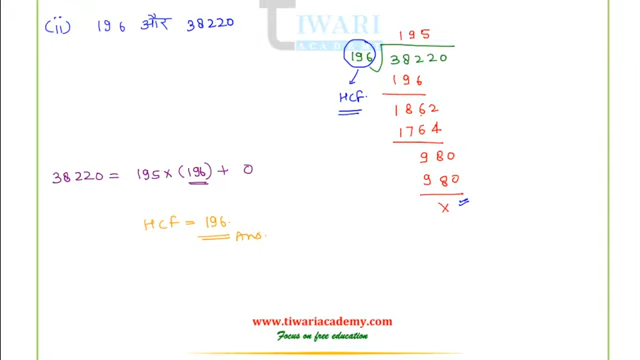 (ii) 196 और 38220
TIWARI
ACADEMY
195
196 38220
196
HCF.
1862
1764
980
980
x
38220 = 195 x (196) + 0
HCF = 196.
Ans.
www.tiwariacademy.com
Focus on free education